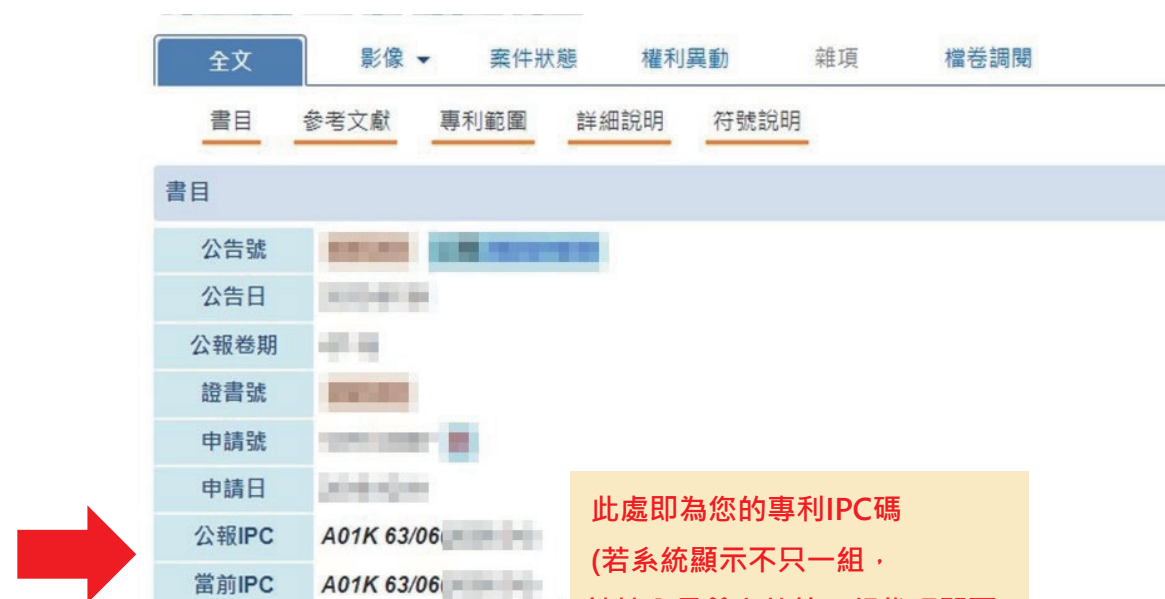 全文 影像 案件狀態 權利異動 雜項 檔卷調閱
書目 參考文獻 專利範圍 詳細說明 符號說明
書目
公告號
公告日
公報卷期
證書號
申請號
申請日
公報IPC A01K 63/06(
當前IPC A01K 63/06(
此處即為您的專利IPC碼
(若系統顯示不只一組，